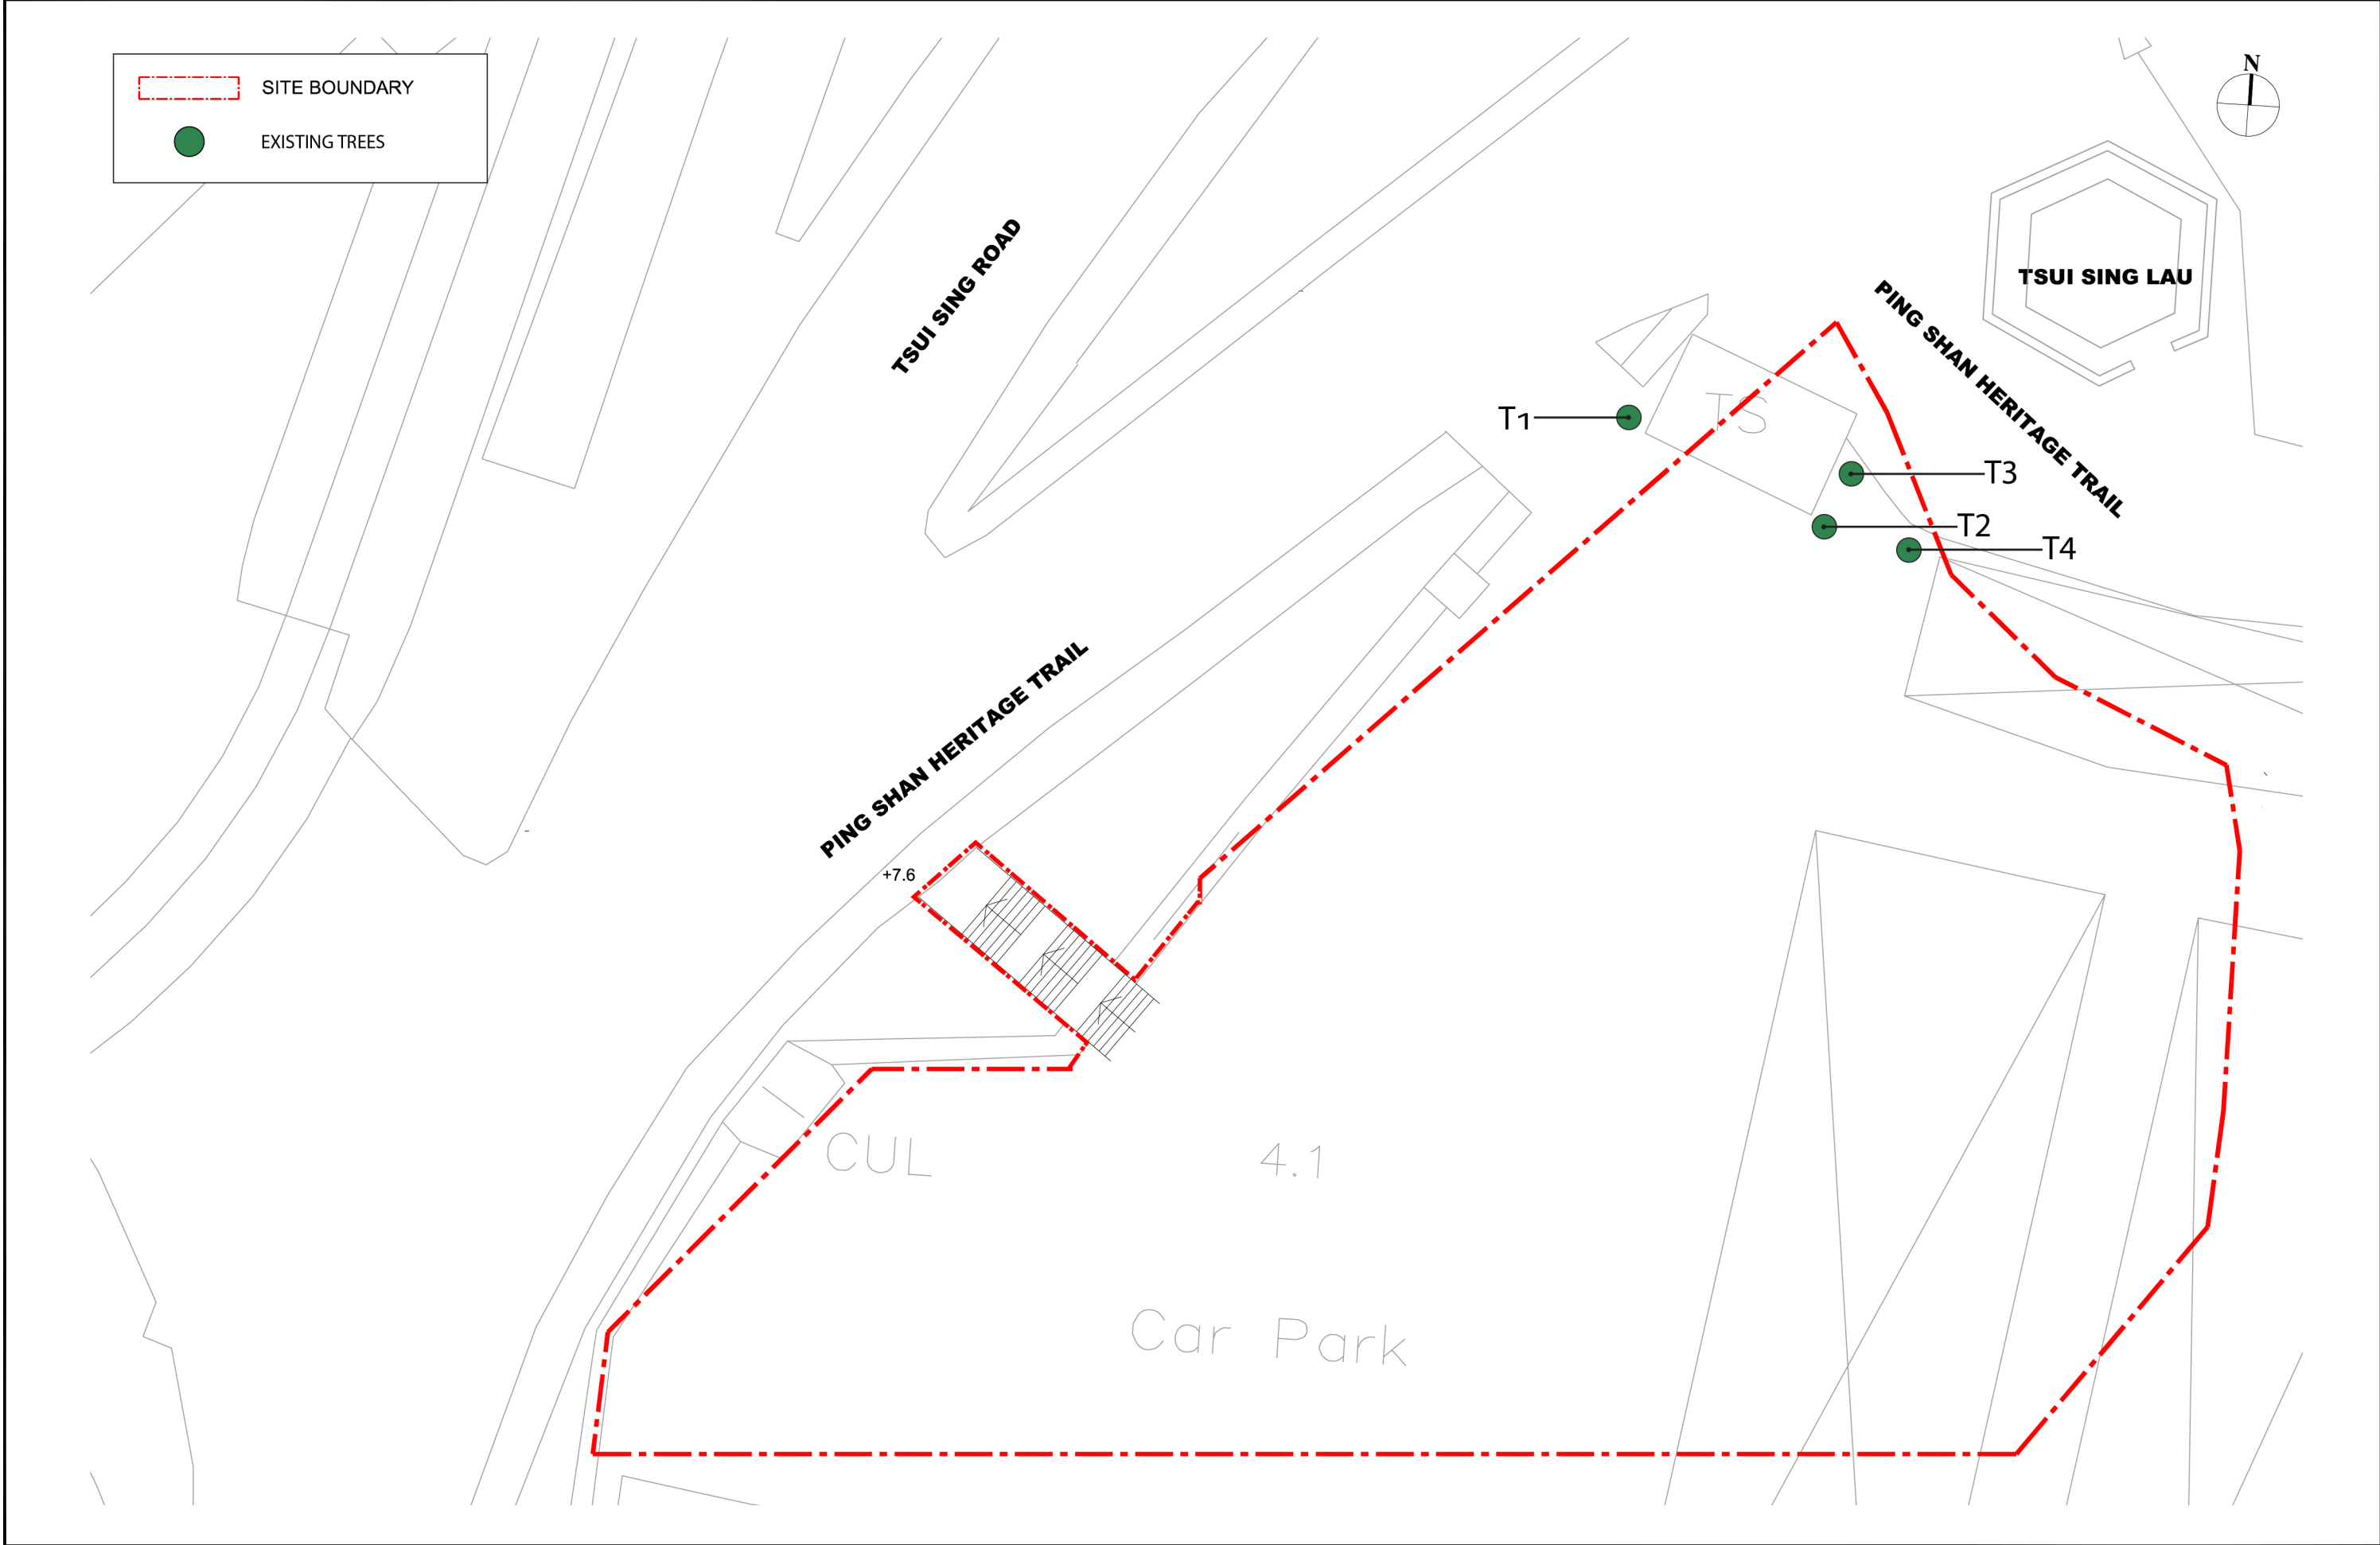 SITE BOUNDARY
EXISTING TREES
N
TSUI SING ROAD
TSUI SING LAU
PING SHAN HERITAGE TRAIL
T1
TS
T3
T2
T4
PING SHAN HERITAGE TRAIL
+7.6
CUL
4.1
Car Park